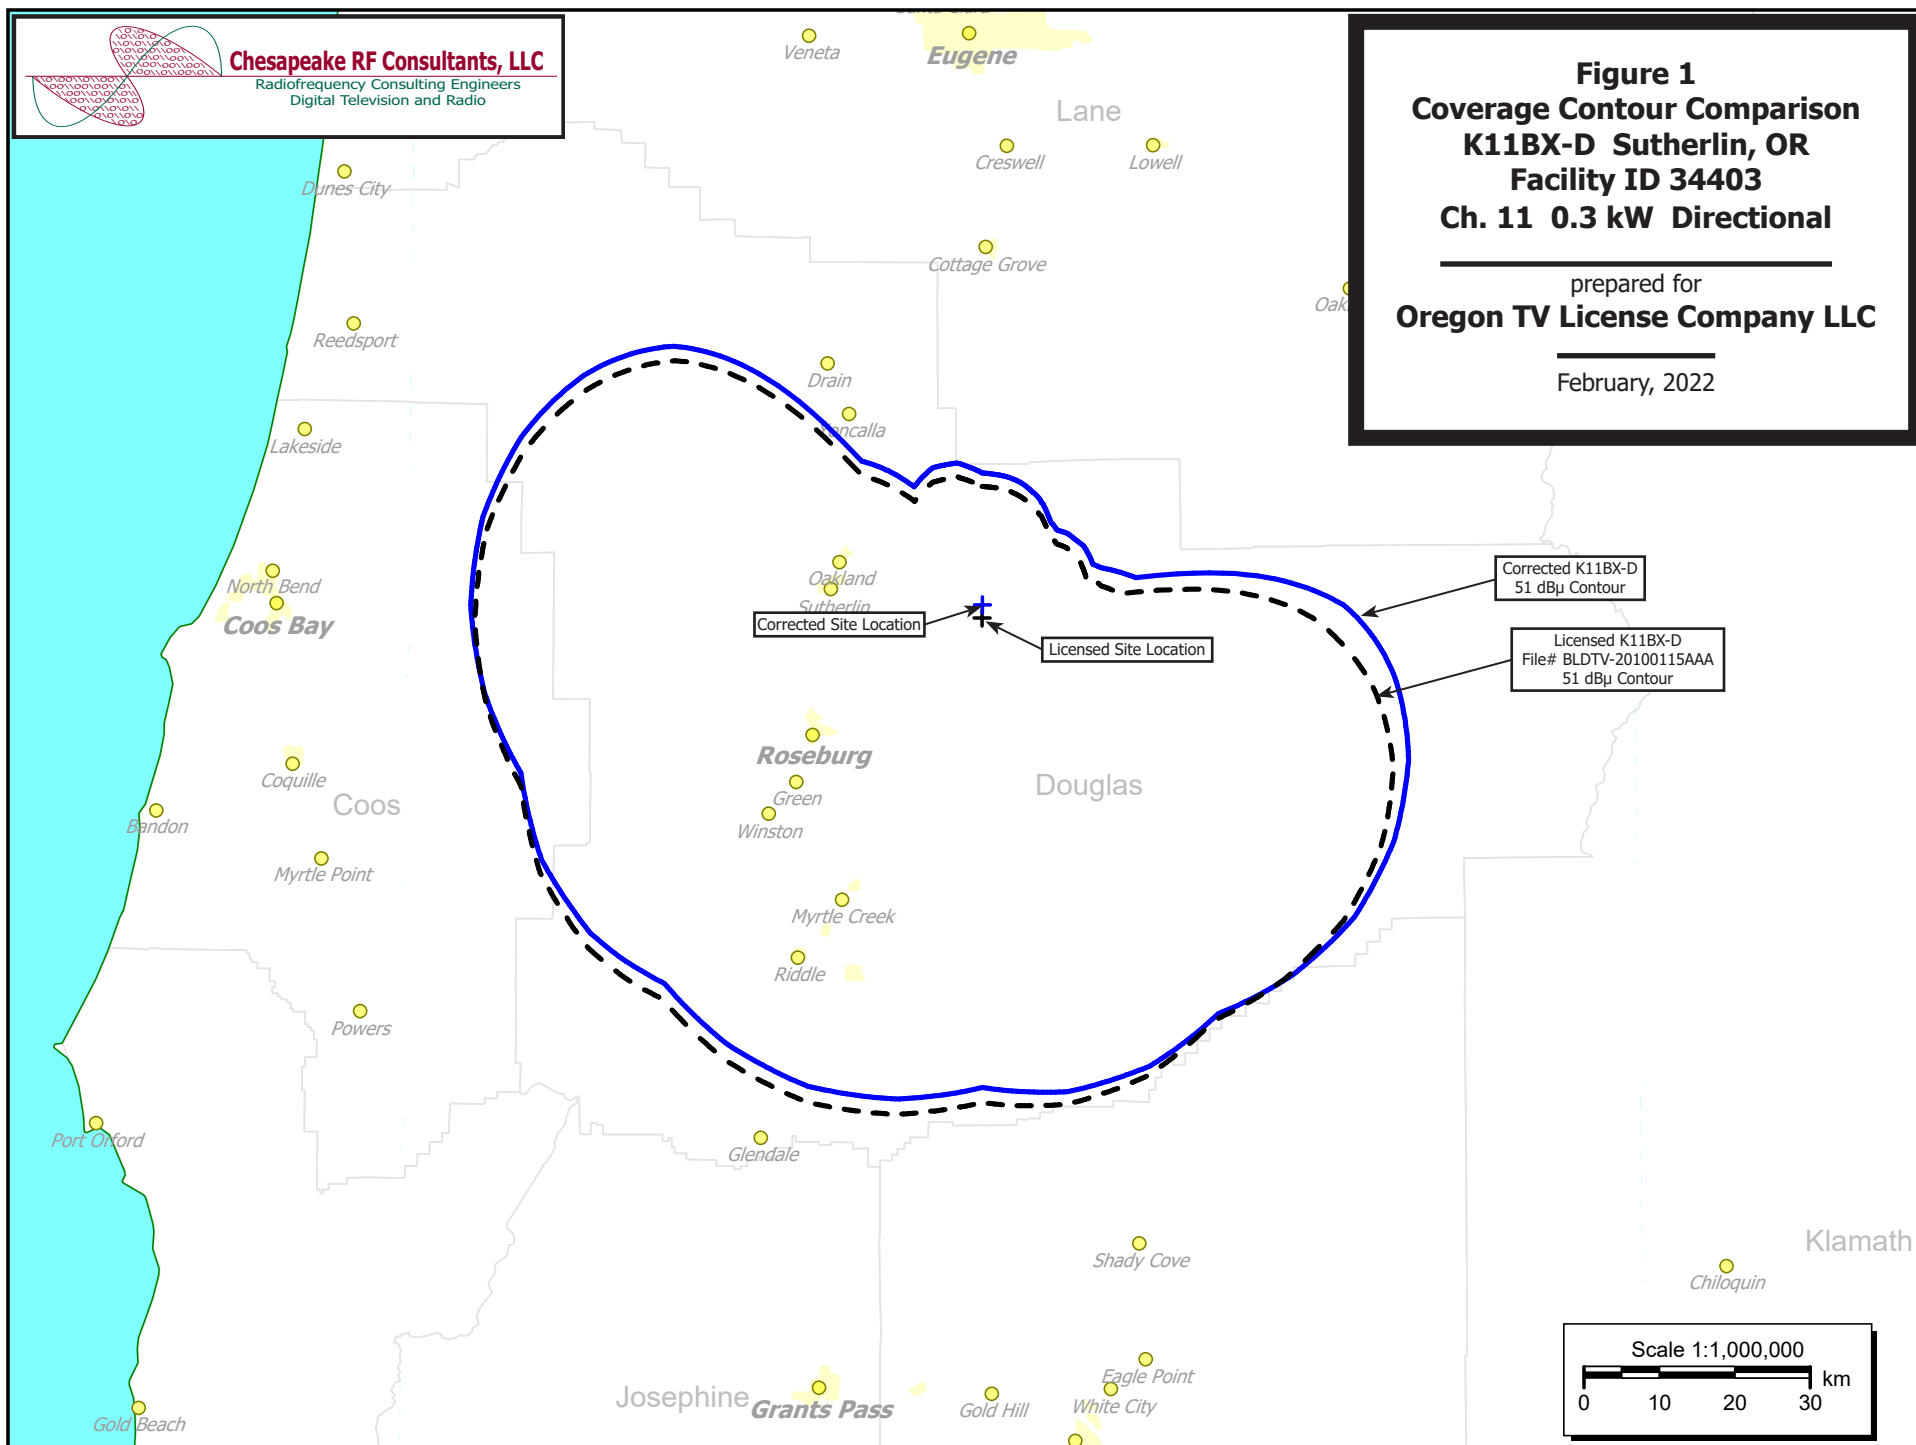 Chesapeake RF Consultants, LLC
Radiofrequency Consulting Engineers
Digital Television and Radio
Figure 1
Coverage Contour Comparison
K11BX-D Sutherlin, OR
Facility ID 34403
Ch. 11 0.3 kW Directional
prepared for
Oregon TV License Company LLC
February, 2022
Veneta
Eugene
Lane
Creswell
Lowell
Dunes City
Cottage Grove
Reedsport
Drain
Yoncalla
Lakeside
North Bend
Coos Bay
Oakland
Sutherlin
Corrected Site Location
Licensed Site Location
Corrected K11BX-D
51 dBµ Contour
Licensed K11BX-D
File# BLDTV-20100115AAA
51 dBµ Contour
Roseburg
Green
Winston
Douglas
Coquille
Coos
Bandon
Myrtle Point
Myrtle Creek
Riddle
Powers
Port Orford
Glendale
Shady Cove
Klamath
Chiloquin
Eagle Point
White City
Gold Hill
Josephine
Grants Pass
Gold Beach
Scale 1:1,000,000
km
0 10 20 30